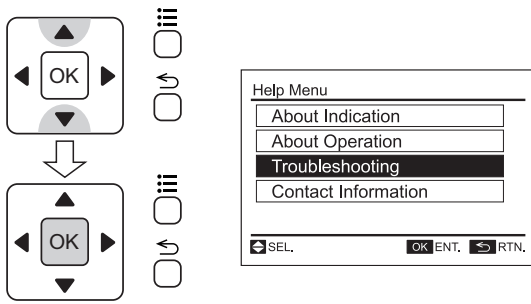 OK
OK
Help Menu
About Indication
About Operation
Troubleshooting
Contact Information
SEL. OK ENT. RTN.